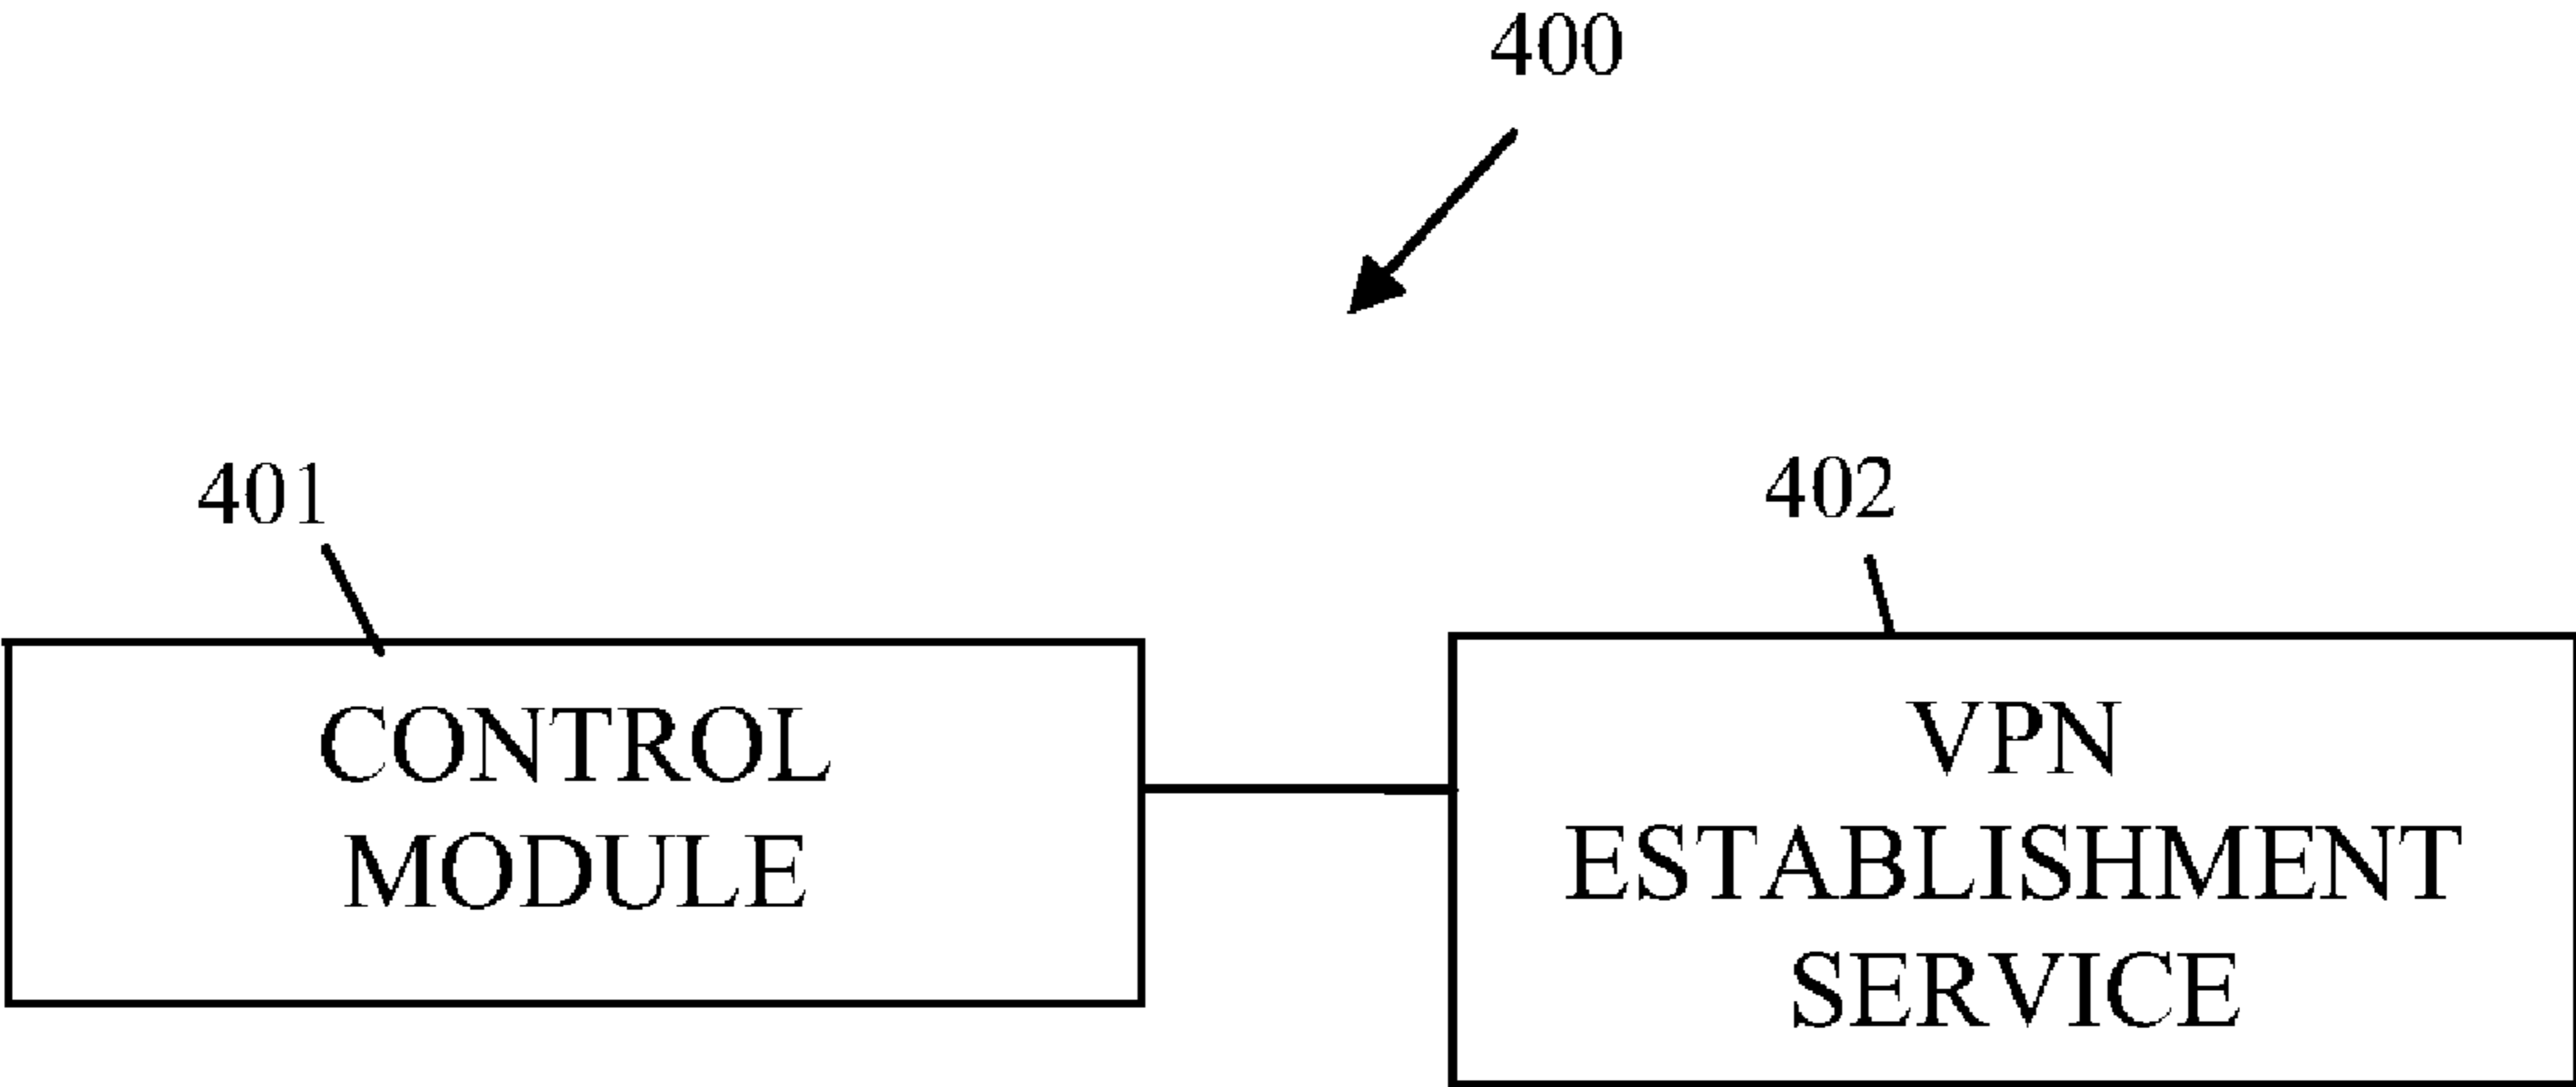 400
401
402
CONTROL
MODULE
VPN
ESTABLISHMENT
SERVICE